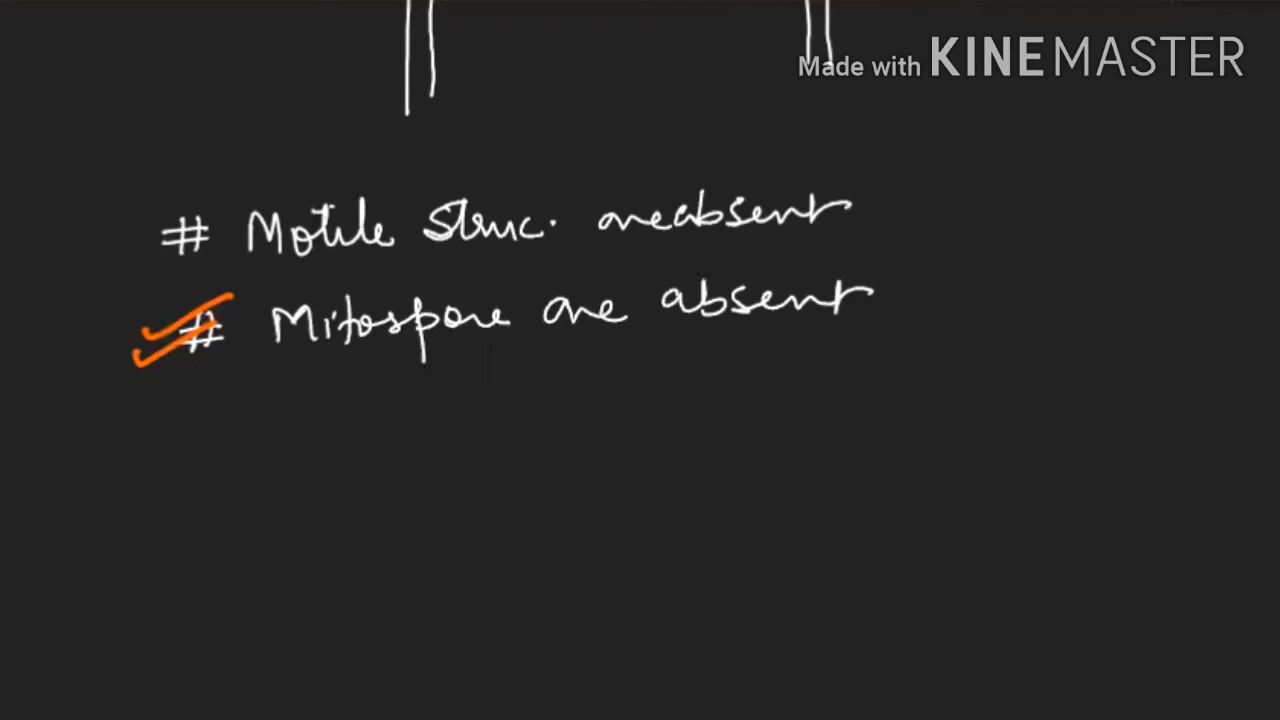 Made with KINEMASTER
# Motile Struc. are absent
# Mitospore are absent